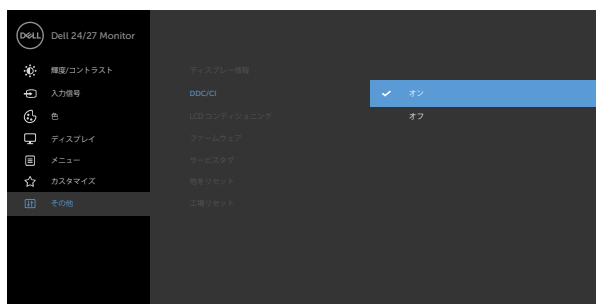 DELL
Dell 24/27 Monitor
輝度/コントラスト
入力信号
色
ディスプレイ
メニュー
カスタマイズ
その他
ディスプレー情報
DDC/CI
LCD コンディショニング
ファームウェア
サービスタグ
他をリセット
工場リセット
オン
オフ